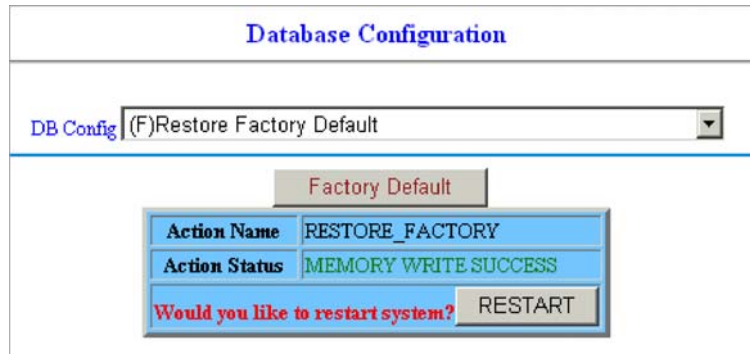 Database Configuration
DB Config (F)Restore Factory Default
Factory Default
Action Name RESTORE_FACTORY
Action Status MEMORY WRITE SUCCESS
Would you like to restart system? RESTART